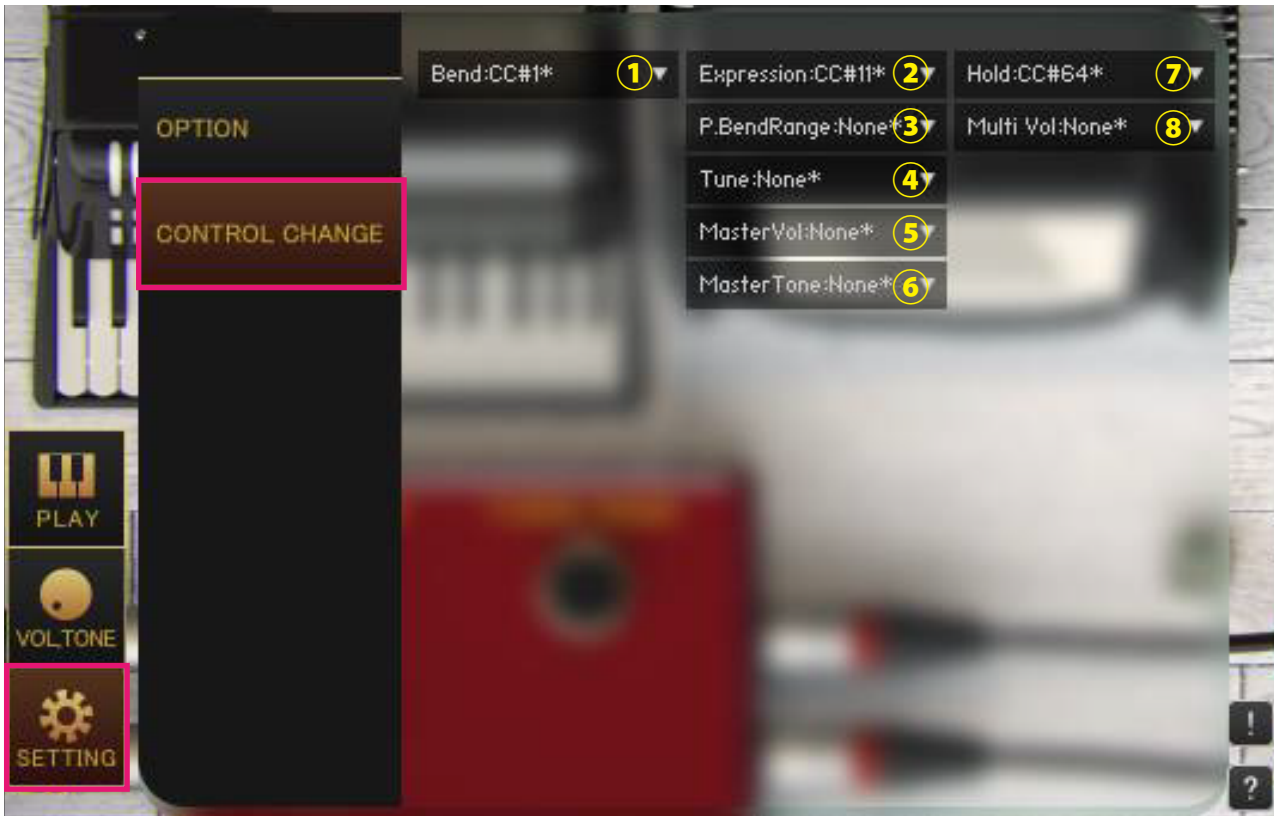 Bend:CC#1* ① ▼
Expression:CC#11* ② ▼
Hold:CC#64* ⑦ ▼
OPTION
P.BendRange:None* ③ ▼
Multi Vol:None* ⑧ ▼
Tune:None* ④ ▼
CONTROL CHANGE
MasterVol:None* ⑤ ▼
MasterTone:None* ⑥ ▼
PLAY
VOL,TONE
SETTING
!
?